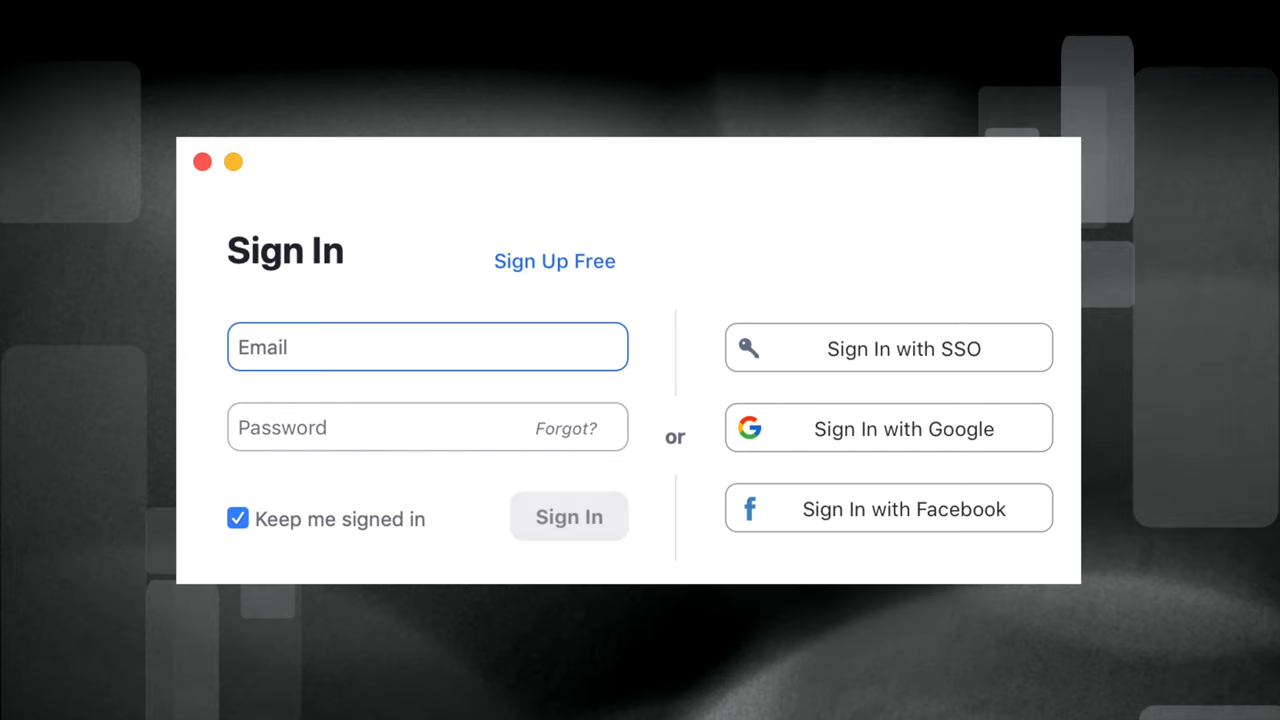 Sign In
Sign Up Free
Email
Password
Forgot?
Keep me signed in
Sign In
or
Sign In with SSO
Sign In with Google
Sign In with Facebook